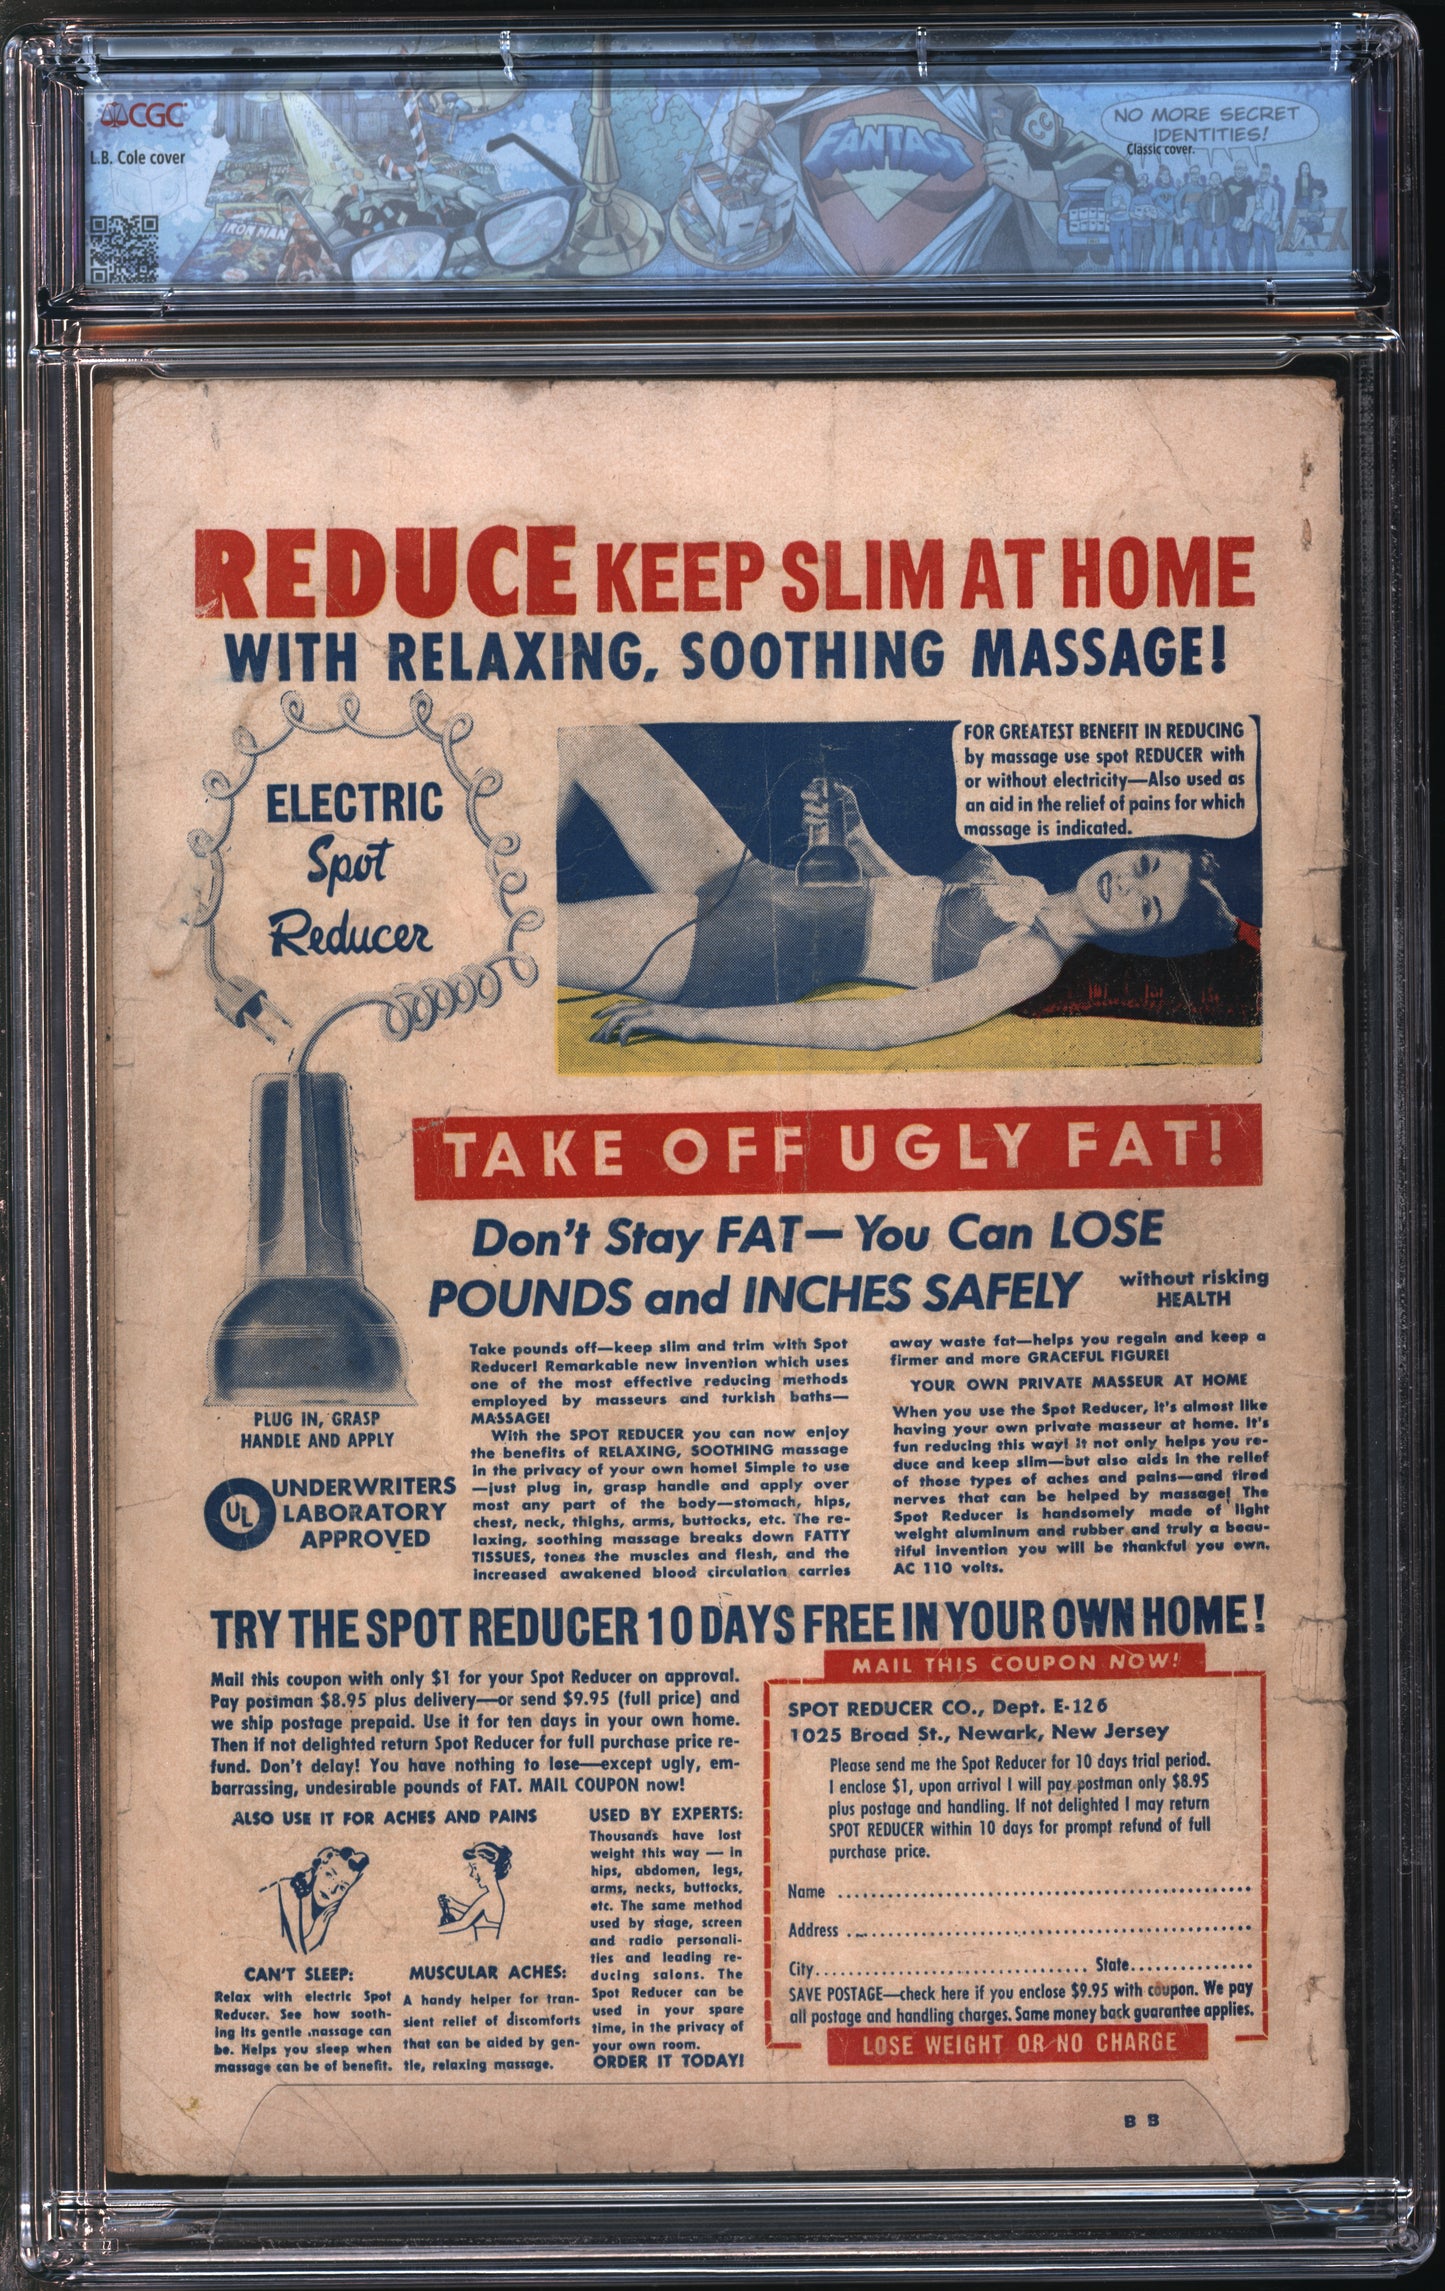 CGC
L.B. Cole cover
IRON MAN
FANTAST
CC
NO MORE SECRET
IDENTITIES!
Classic cover.
REDUCE KEEP SLIM AT HOME
WITH RELAXING, SOOTHING MASSAGE!
ELECTRIC
Spot
Reducer
FOR GREATEST BENEFIT IN REDUCING
by massage use spot REDUCER with
or without electricity—Also used as
an aid in the relief of pains for which
massage is indicated.
TAKE OFF UGLY FAT!
Don't Stay FAT—You Can LOSE
POUNDS and INCHES SAFELY
without risking
HEALTH
PLUG IN, GRASP
HANDLE AND APPLY
UL
UNDERWRITERS
LABORATORY
APPROVED
Take pounds off—keep slim and trim with Spot
Reducer! Remarkable new invention which uses
one of the most effective reducing methods
employed by masseurs and turkish baths—
MASSAGE!
With the SPOT REDUCER you can now enjoy
the benefits of RELAXING, SOOTHING massage
in the privacy of your own home! Simple to use
—just plug in, grasp handle and apply over
most any part of the body—stomach, hips,
chest, neck, thighs, arms, buttocks, etc. The re-
laxing, soothing massage breaks down FATTY
TISSUES, tones the muscles and flesh, and the
increased awakened blood circulation carries
away waste fat—helps you regain and keep a
firmer and more GRACEFUL FIGURE!
YOUR OWN PRIVATE MASSEUR AT HOME
When you use the Spot Reducer, it's almost like
having your own private masseur at home. It's
fun reducing this way! It not only helps you re-
duce and keep slim—but also aids in the relief
of those types of aches and pains—and tired
nerves that can be helped by massage! The
Spot Reducer is handsomely made of light
weight aluminum and rubber and truly a beau-
tiful invention you will be thankful you own.
AC 110 volts.
TRY THE SPOT REDUCER 10 DAYS FREE IN YOUR OWN HOME!
Mail this coupon with only $1 for your Spot Reducer on approval.
Pay postman $8.95 plus delivery—or send $9.95 (full price) and
we ship postage prepaid. Use it for ten days in your own home.
Then if not delighted return Spot Reducer for full purchase price re-
fund. Don't delay! You have nothing to lose—except ugly, em-
barrassing, undesirable pounds of FAT. MAIL COUPON now!
ALSO USE IT FOR ACHES AND PAINS
CAN'T SLEEP:
Relax with electric Spot
Reducer. See how sooth-
ing its gentle massage can
be. Helps you sleep when
massage can be of benefit.
MUSCULAR ACHES:
A handy helper for tran-
sient relief of discomforts
that can be aided by gen-
tle, relaxing massage.
USED BY EXPERTS:
Thousands have lost
weight this way — in
hips, abdomen, legs,
arms, necks, buttocks,
etc. The same method
used by stage, screen
and radio personali-
ties and leading re-
ducing salons. The
Spot Reducer can be
used in your spare
time, in the privacy of
your own room.
ORDER IT TODAY!
MAIL THIS COUPON NOW!
SPOT REDUCER CO., Dept. E-126
1025 Broad St., Newark, New Jersey
Please send me the Spot Reducer for 10 days trial period.
I enclose $1, upon arrival I will pay postman only $8.95
plus postage and handling. If not delighted I may return
SPOT REDUCER within 10 days for prompt refund of full
purchase price.
Name
Address
City State
SAVE POSTAGE—check here if you enclose $9.95 with coupon. We pay
all postage and handling charges. Same money back guarantee applies.
LOSE WEIGHT OR NO CHARGE
B B